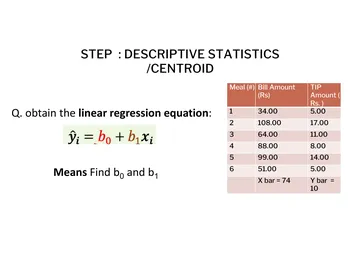 STEP : DESCRIPTIVE STATISTICS
/CENTROID
Q. obtain the linear regression equation:
ŷᵢ = b₀ + b₁xᵢ
Means Find b₀ and b₁
Meal (#) Bill Amount (Rs) TIP Amount ( Rs. )
1 34.00 5.00
2 108.00 17.00
3 64.00 11.00
4 88.00 8.00
5 99.00 14.00
6 51.00 5.00
X bar = 74 Y bar = 10